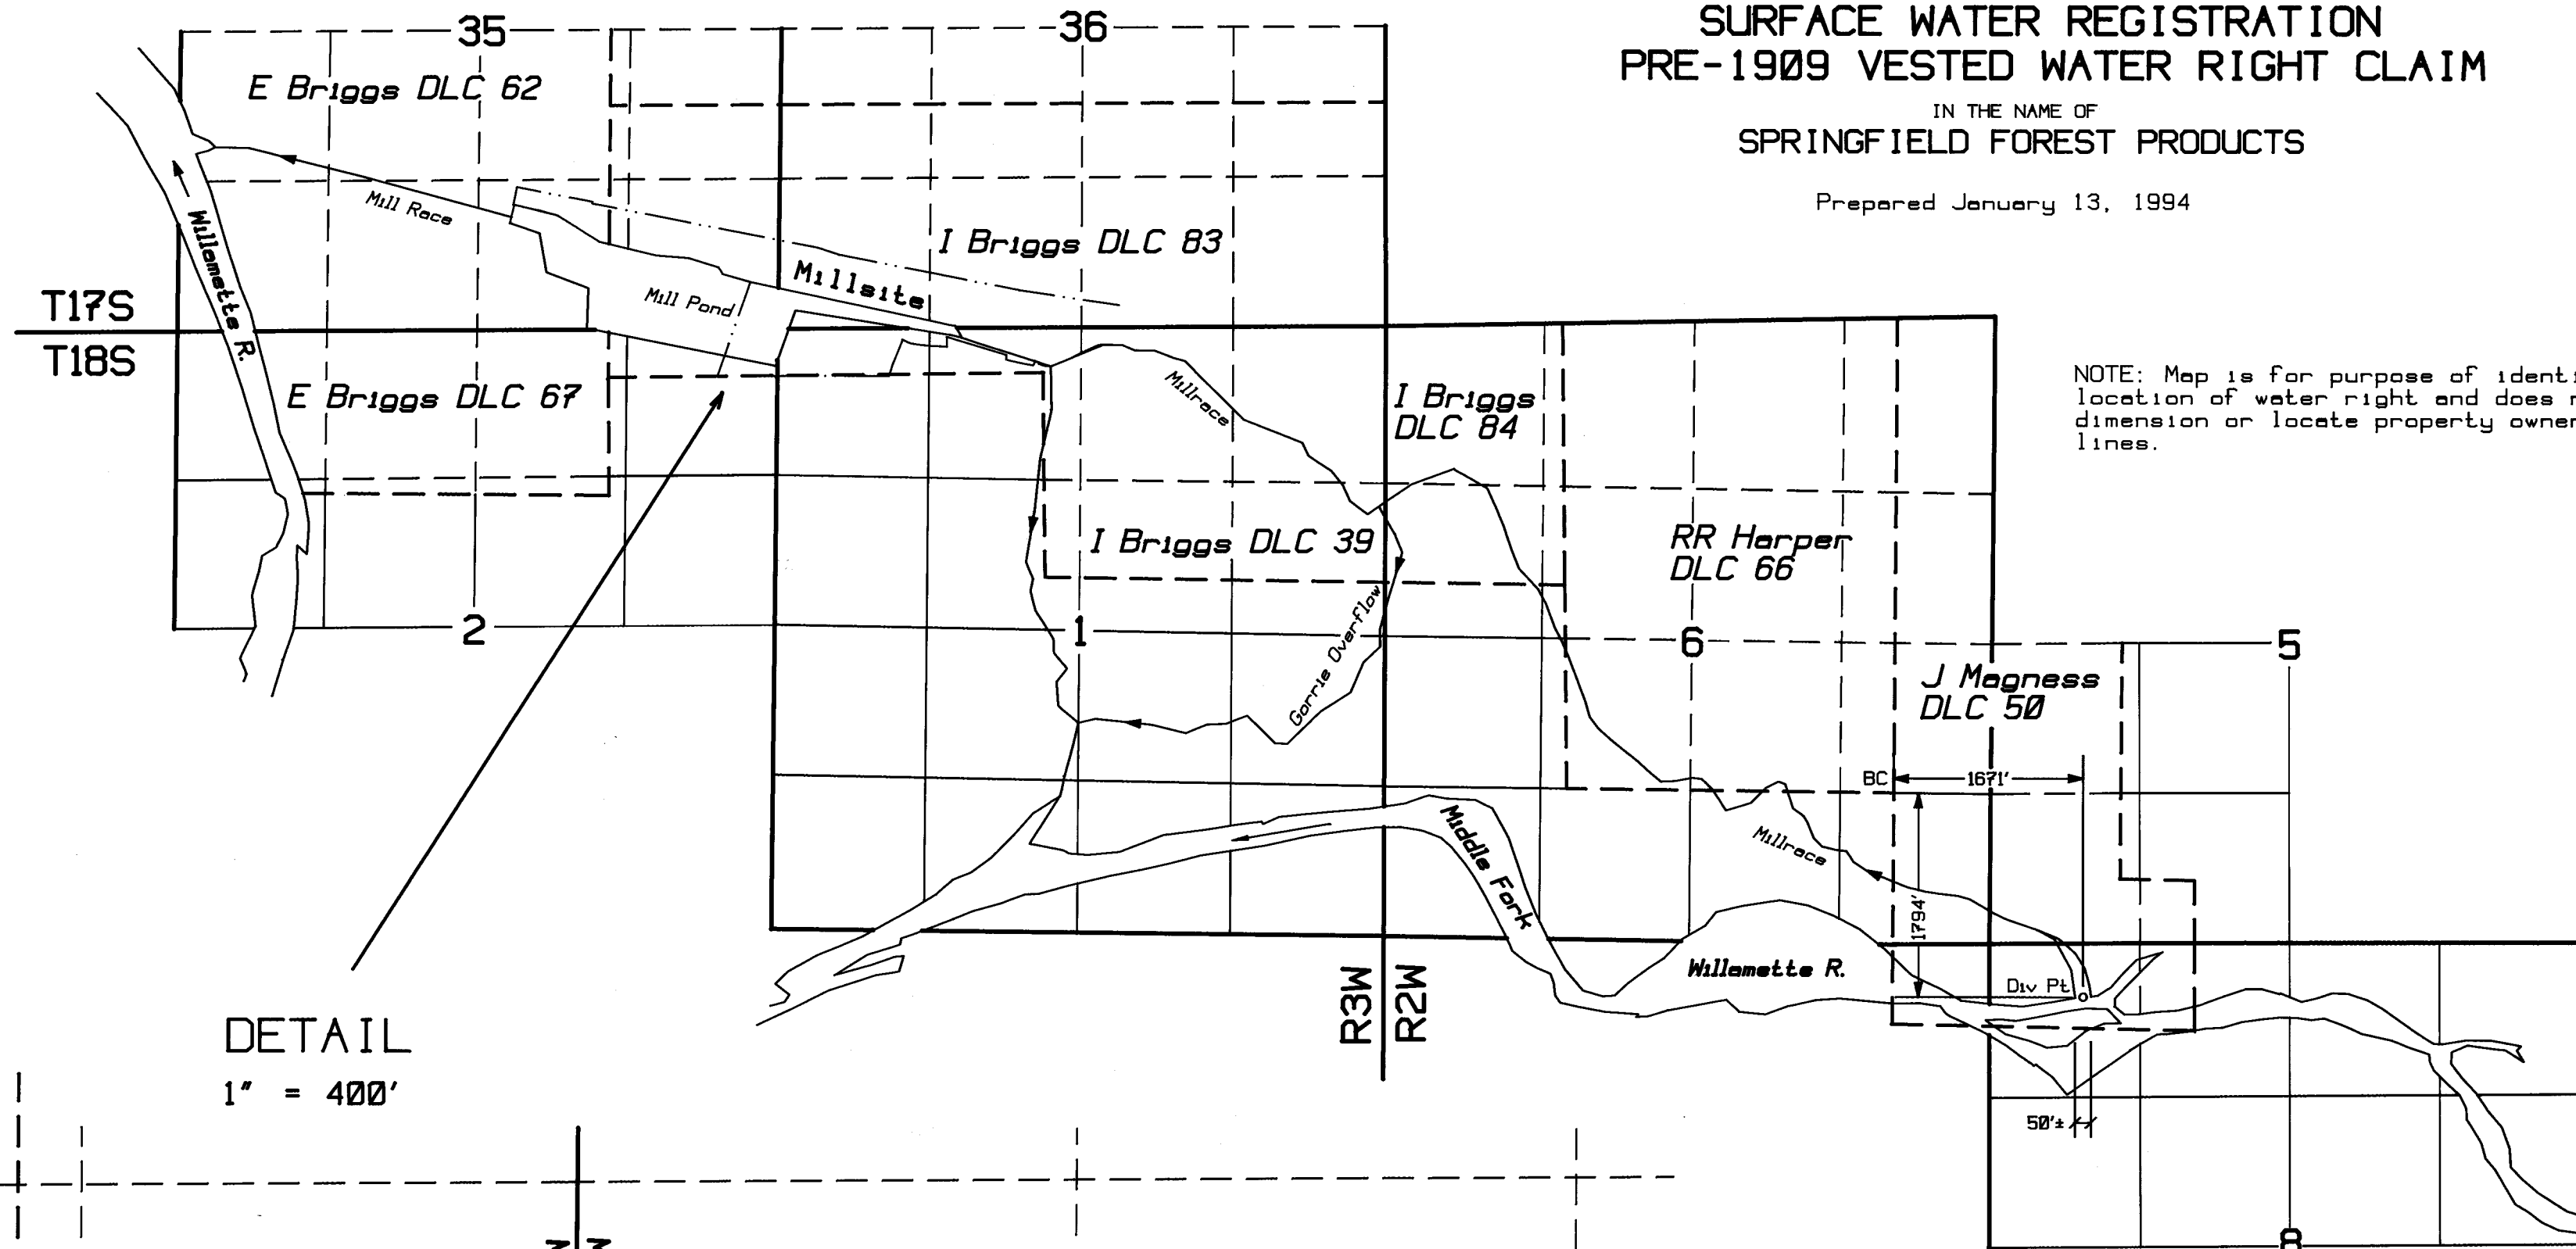 SURFACE WATER REGISTRATION
PRE-1909 VESTED WATER RIGHT CLAIM
IN THE NAME OF
SPRINGFIELD FOREST PRODUCTS
Prepared January 13, 1994
35
36
E Briggs DLC 62
Mill Race
Willamette R.
I Briggs DLC 83
Millsite
Mill Pond
T17S
T18S
E Briggs DLC 67
Millrace
I Briggs
DLC 84
NOTE: Map is for purpose of
location of water right and does
dimension or locate property
lines.
I Briggs DLC 39
RR Harper
DLC 66
2
1
6
5
Gorrie Overflow
J Magness
DLC 50
BC
1671'
1794'
Middle Fork
Millrace
Willamette R.
Div Pt
R3W
R2W
50'±
DETAIL
1" = 400'
8